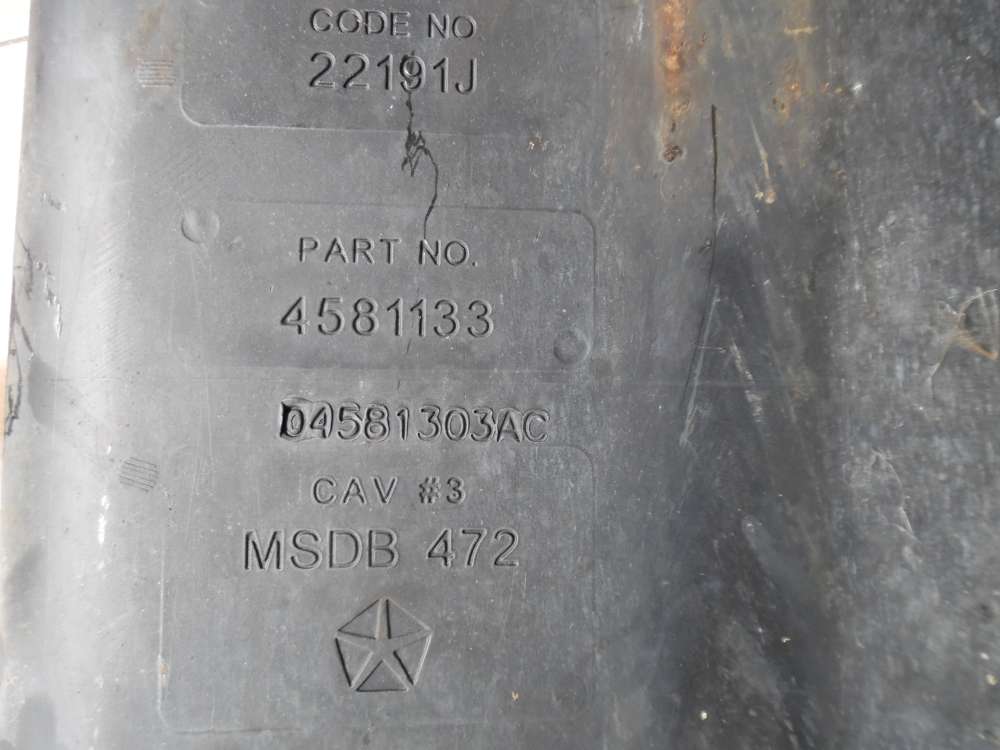 CODE NO
22191J
PART NO.
4581133
04581303AC
CAV #3
MSDB 472